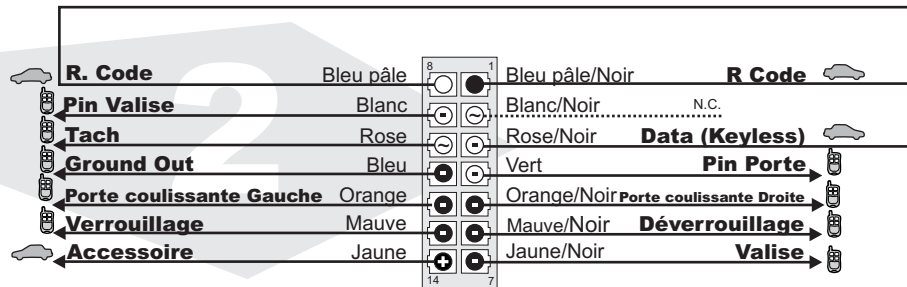 8 1
R. Code Bleu pâle Bleu pâle/Noir R Code
Pin Valise Blanc Blanc/Noir N.C.
Tach Rose Rose/Noir Data (Keyless)
Ground Out Bleu Vert Pin Porte
Porte coulissante Gauche Orange Orange/Noir Porte coulissante Droite
Verrouillage Mauve Mauve/Noir Déverrouillage
Accessoire Jaune Jaune/Noir Valise
14 7
2